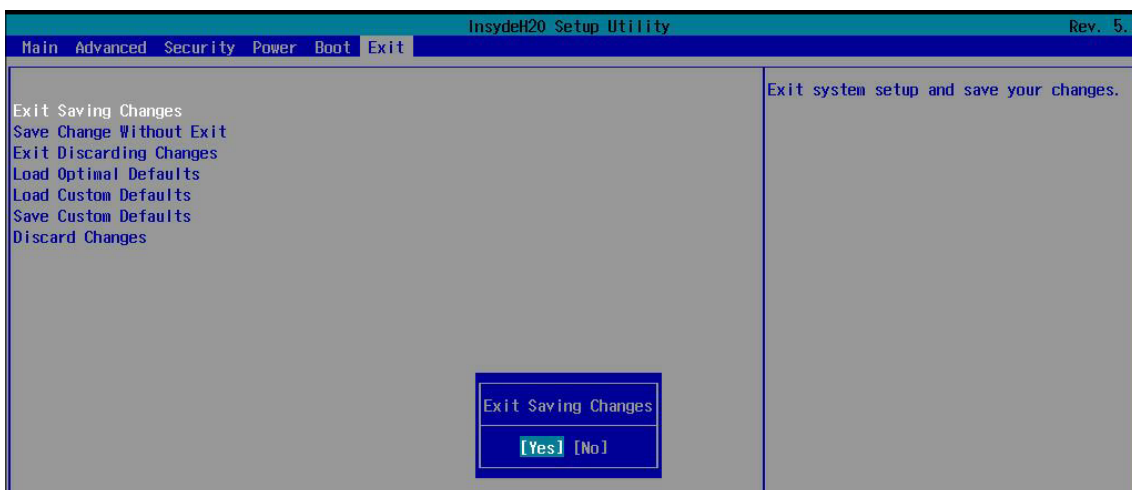 InsydeH20 Setup Utility Rev. 5.
Main Advanced Security Power Boot Exit
Exit system setup and save your changes.
Exit Saving Changes
Save Change Without Exit
Exit Discarding Changes
Load Optimal Defaults
Load Custom Defaults
Save Custom Defaults
Discard Changes
Exit Saving Changes
[Yes] [No]